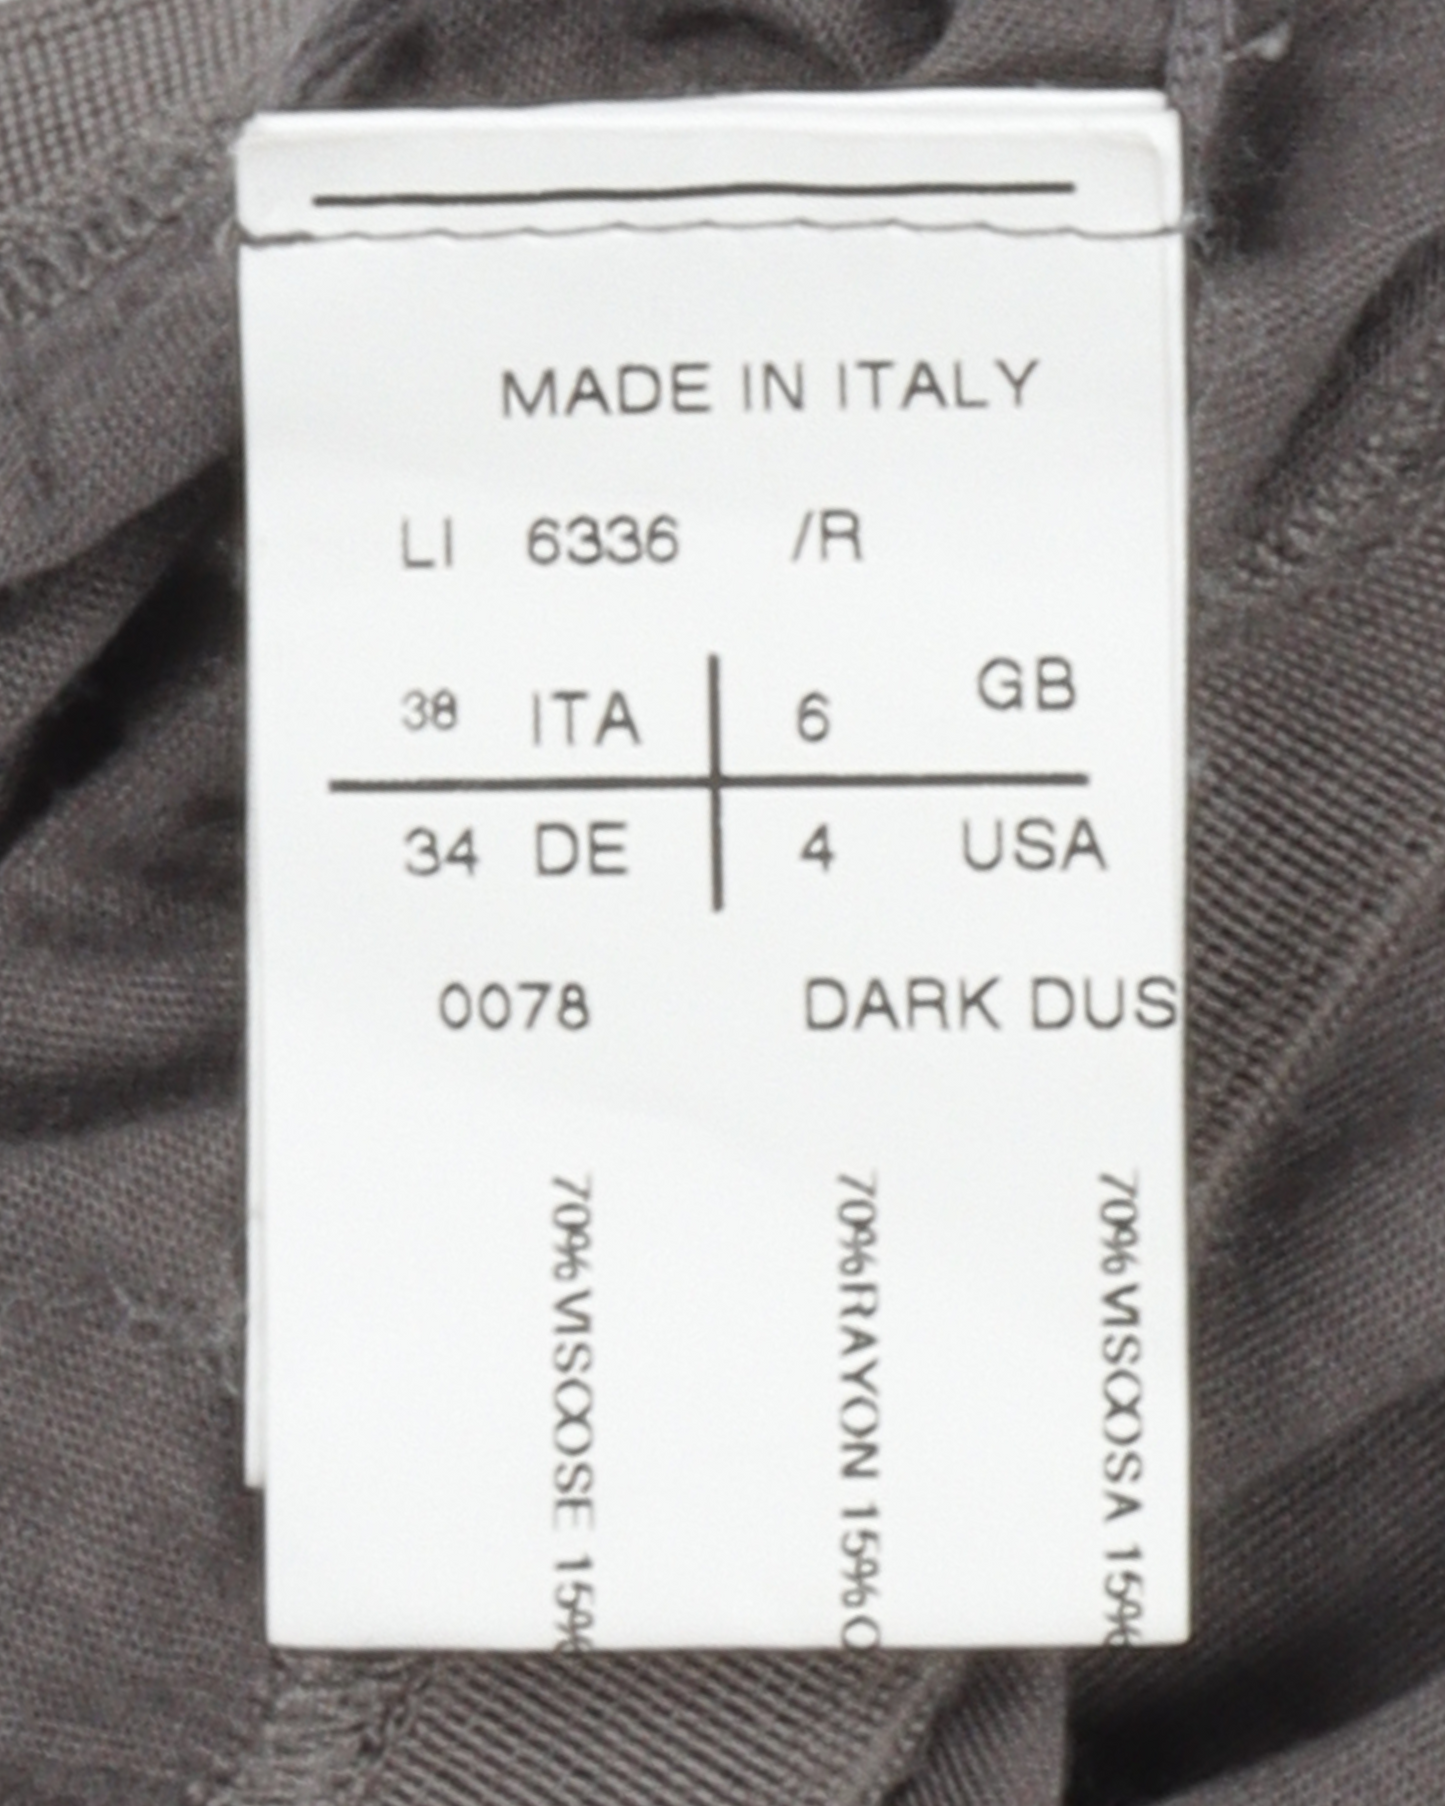 MADE IN ITALY
LI 6336 /R
38 ITA 6 GB
34 DE 4 USA
0078 DARK DUS
70% VISCOSE 15%
70% RAYON 15% C
70% VISCOSA 15%